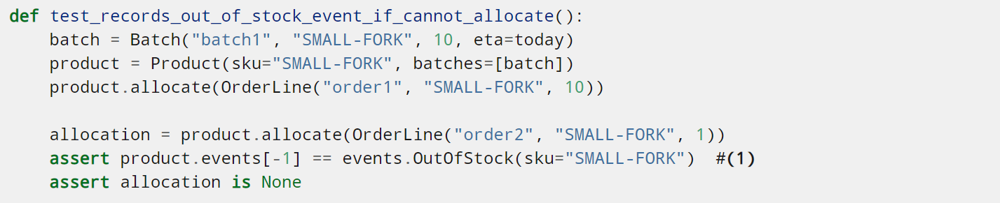 def test_records_out_of_stock_event_if_cannot_allocate():
    batch = Batch("batch1", "SMALL-FORK", 10, eta=today)
    product = Product(sku="SMALL-FORK", batches=[batch])
    product.allocate(OrderLine("order1", "SMALL-FORK", 10))

    allocation = product.allocate(OrderLine("order2", "SMALL-FORK", 1))
    assert product.events[-1] == events.OutOfStock(sku="SMALL-FORK")  #(1)
    assert allocation is None